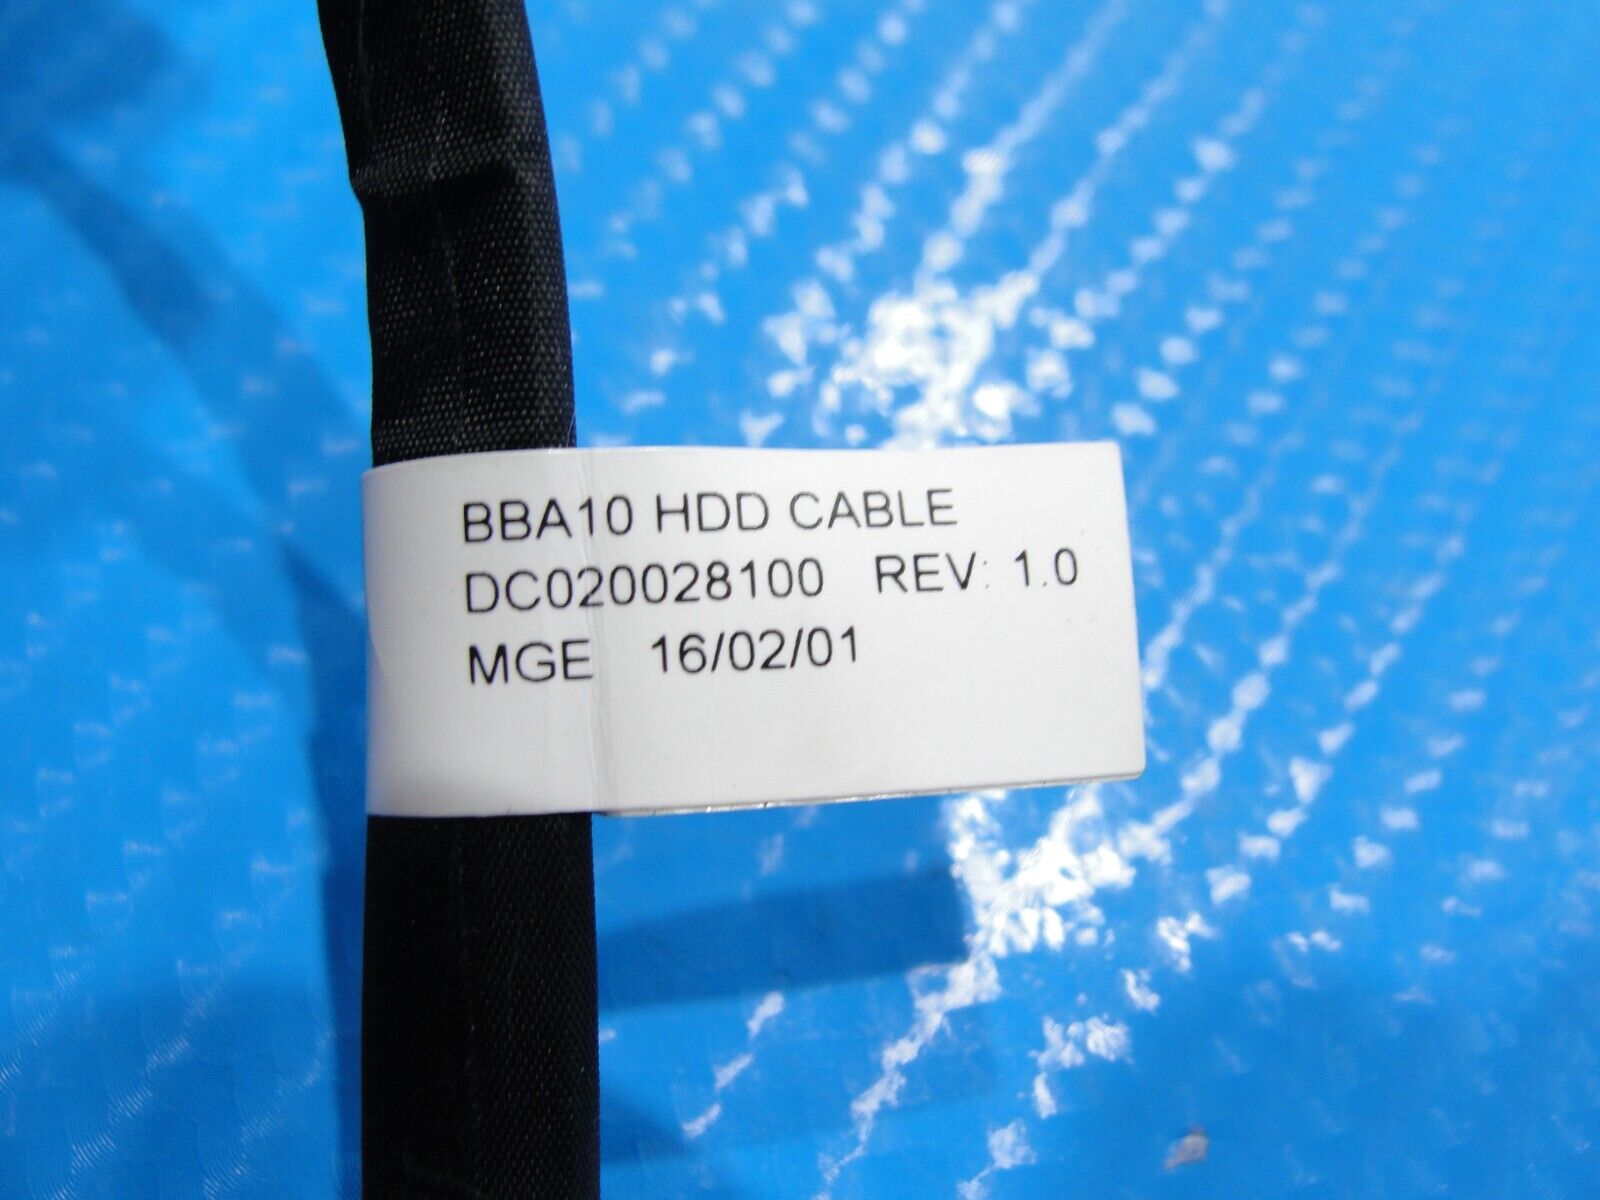 BBA10 HDD CABLE
DC020028100 REV: 1.0
MGE 16/02/01